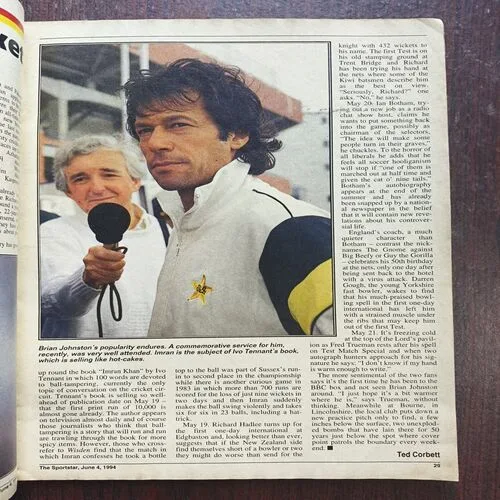 ket
knight with 432 wickets to
his name. The first Test is on
his old stamping ground at
Trent Bridge and Richard
has been trying his hand at
the nets where some of the
Kiwi batsmen describe him
as the best on view.
"Seriously, Richard?" one
asks. "No," he says.
May 20: Ian Botham, try-
ing out a new job as a radio
chat show host, claims he
wants to put something back
into the game, possibly as
chairman of the selectors.
"The idea will make some
people turn in their graves,"
he chuckles. To the horror of
all liberals he adds that he
feels all soccer hooliganism
will stop if "one of them is
marched out at half time and
given the cat o' nine tails."
Botham's autobiography
appears at the end of the
summer and has already
been snapped up by a nation-
al newspaper in the belief
that it will contain new reve-
lations about his controver-
sial life.
England's coach, a much
quieter character than
Botham – contrast the nick-
names The Gnome against
Big Beefy or Guy the Gorilla
– celebrates his 50th birthday
at the nets, only one day after
being sent back to the hotel
with a virus attack. Darren
Gough, the young Yorkshire
fast bowler, wakes to find
that his much-praised bowl-
ing spell in the first one-day
international has left him
with a strained muscle under
the ribs that may keep him
out of the first Test.
May 21. It's freezing cold
at the top of the Lord's pavil-
ion as Fred Trueman rests after his spell
on Test Match Special and when two
autograph hunters approach for his sig-
nature he says: "I don't know if my hand
is warm enough to write."
The more sentimental of the two fans
says it's the first time he has been to the
BBC box and not seen Brian Johnston
around. "I just hope it's a bit warmer
where he is," says Trueman, without
smiling. Meanwhile at Bourne, in
Lincolnshire, the local club puts down a
new practice pitch only to find, a few
inches below the surface, two unexplod-
ed bombs that have lain there for 50
years just below the spot where cover
point patrols the boundary every week-
end.
Ted Corbett
Brian Johnston's popularity endures. A commemorative service for him,
recently, was very well attended. Imran is the subject of Ivo Tennant's book.
which is selling like hot-cakes.
up round the book "Imran Khan" by Ivo
Tennant in which 100 words are devoted
to ball-tampering, currently the only
topic of conversation on the cricket cir-
cuit. Tennant's book is selling so well-
ahead of publication date on May 19 –
that the first print run of 10,000 is
almost gone already. The author appears
on television almost daily and is cursing
those journalists who think that ball-
tampering is a story that will run and run
are trawling through the book for more
spicy items. However, those who cross-
refer to Wisden find that the match in
which Imran confesses he took a bottle
top to the ball was part of Sussex's run-
in to second place in the championship
while there is another curious game in
1983 in which more than 700 runs are
scored for the loss of just nine wickets in
two days and then Imran suddenly
makes the ball swing violently and takes
six for six in 23 balls, including a hat-
trick.
May 19. Richard Hadlee turns up for
the first one-day international at
Edgbaston and, looking better than ever,
suggests that if the New Zealand side
find themselves short of a bowler or two
they might do worse than send for the
The Sportstar, June 4, 1994
29